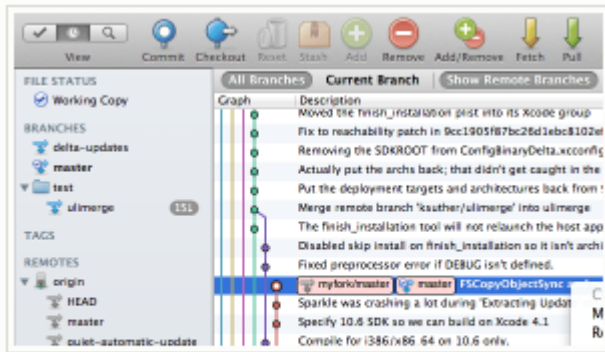 View Commit Checkout Reset Stash Add Remove Add/Remove Fetch Pull
FILE STATUS
Working Copy
BRANCHES
delta-updates
master
test
ulimerge 151
TAGS
REMOTES
origin
HEAD
master
quiet-automatic-update
All Branches Current Branch Show Remote Branches
Graph Description
Moved the finish_installation plist into its Xcode group
Fix to reachability patch in
Removing the SDKROOT from ConfigBinaryDelta.xcconfig
Actually put the archs back; that didn't get caught in the
Put the deployment targets and architectures back from
Merge remote branch 'ksuther/ulimerge' into ulimerge
The finish_installation tool will not relaunch the host app
Disabled skip install on finish_installation so it isn't archi
Fixed preprocessor error if DEBUG isn't defined.
myfork/master master FSCopyObjectSync
Sparkle was crashing a lot during 'Extracting Updat
Specify 10.6 SDK so we can build on Xcode 4.1
Compile for i386/x86_64 on 10.6 only.